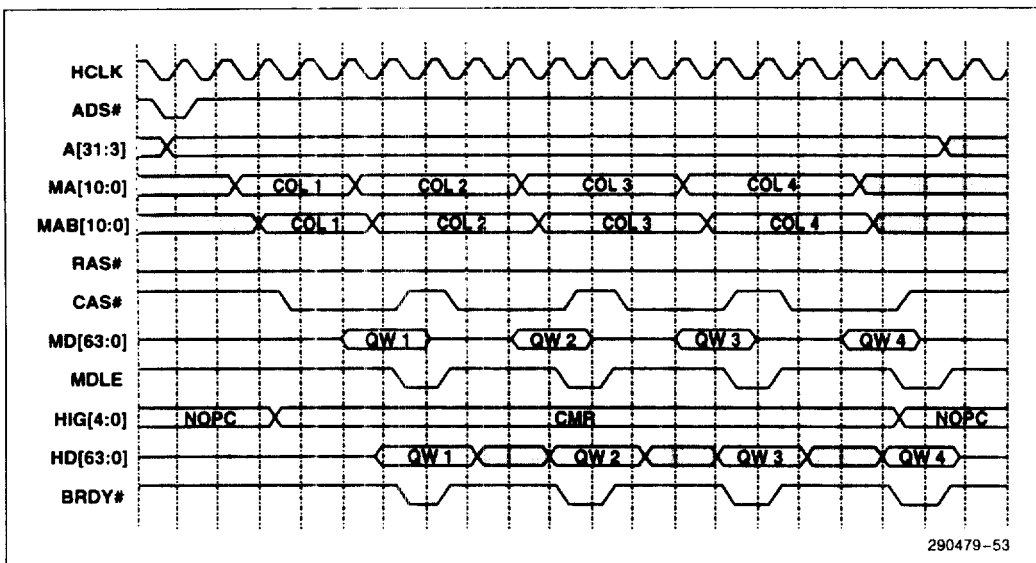 HCLK
ADS#
A[31:3]
MA[10:0] COL 1 COL 2 COL 3 COL 4
MAB[10:0] COL 1 COL 2 COL 3 COL 4
RAS#
CAS#
MD[63:0] QW 1 QW 2 QW 3 QW 4
MDLE
HIG[4:0] NOPC CMR NOPC
HD[63:0] QW 1 QW 2 QW 3 QW 4
BRDY#
290479-53